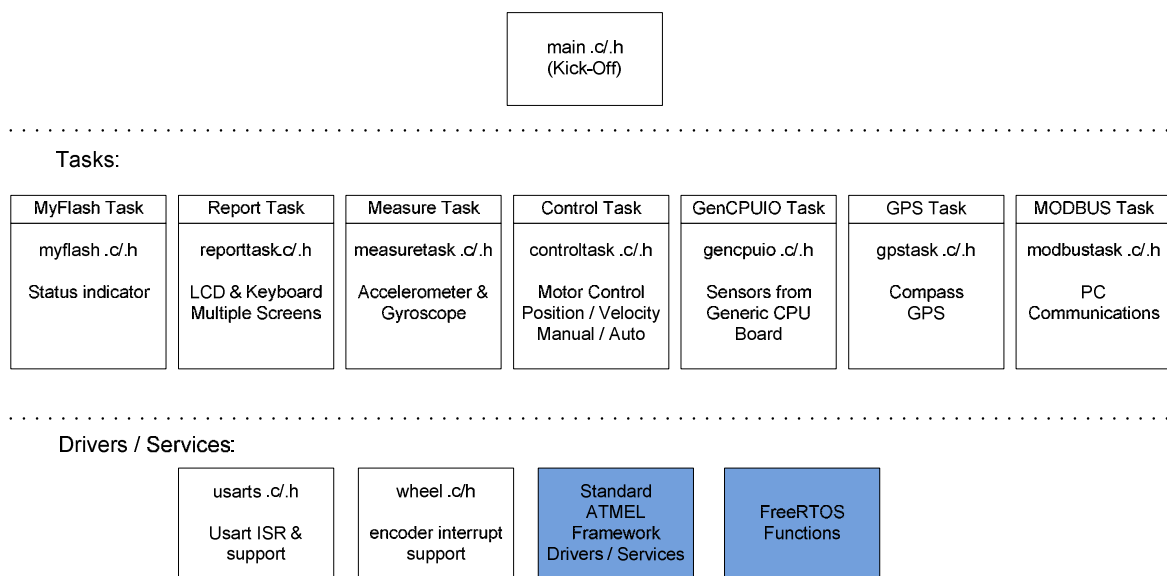 main .c/.h
(Kick-Off)
Tasks:
MyFlash Task
myflash .c/.h
Status indicator
Report Task
reporttask.c/.h
LCD & Keyboard
Multiple Screens
Measure Task
measuretask .c/.h
Accelerometer &
Gyroscope
Control Task
controltask .c/.h
Motor Control
Position / Velocity
Manual / Auto
GenCPUIO Task
gencpuio .c/.h
Sensors from
Generic CPU
Board
GPS Task
gpstask .c/.h
Compass
GPS
MODBUS Task
modbustask .c/.h
PC
Communications
Drivers / Services:
usarts .c/.h
Usart ISR &
support
wheel .c/h
encoder interrupt
support
Standard
ATMEL
Framework
Drivers / Services
FreeRTOS
Functions